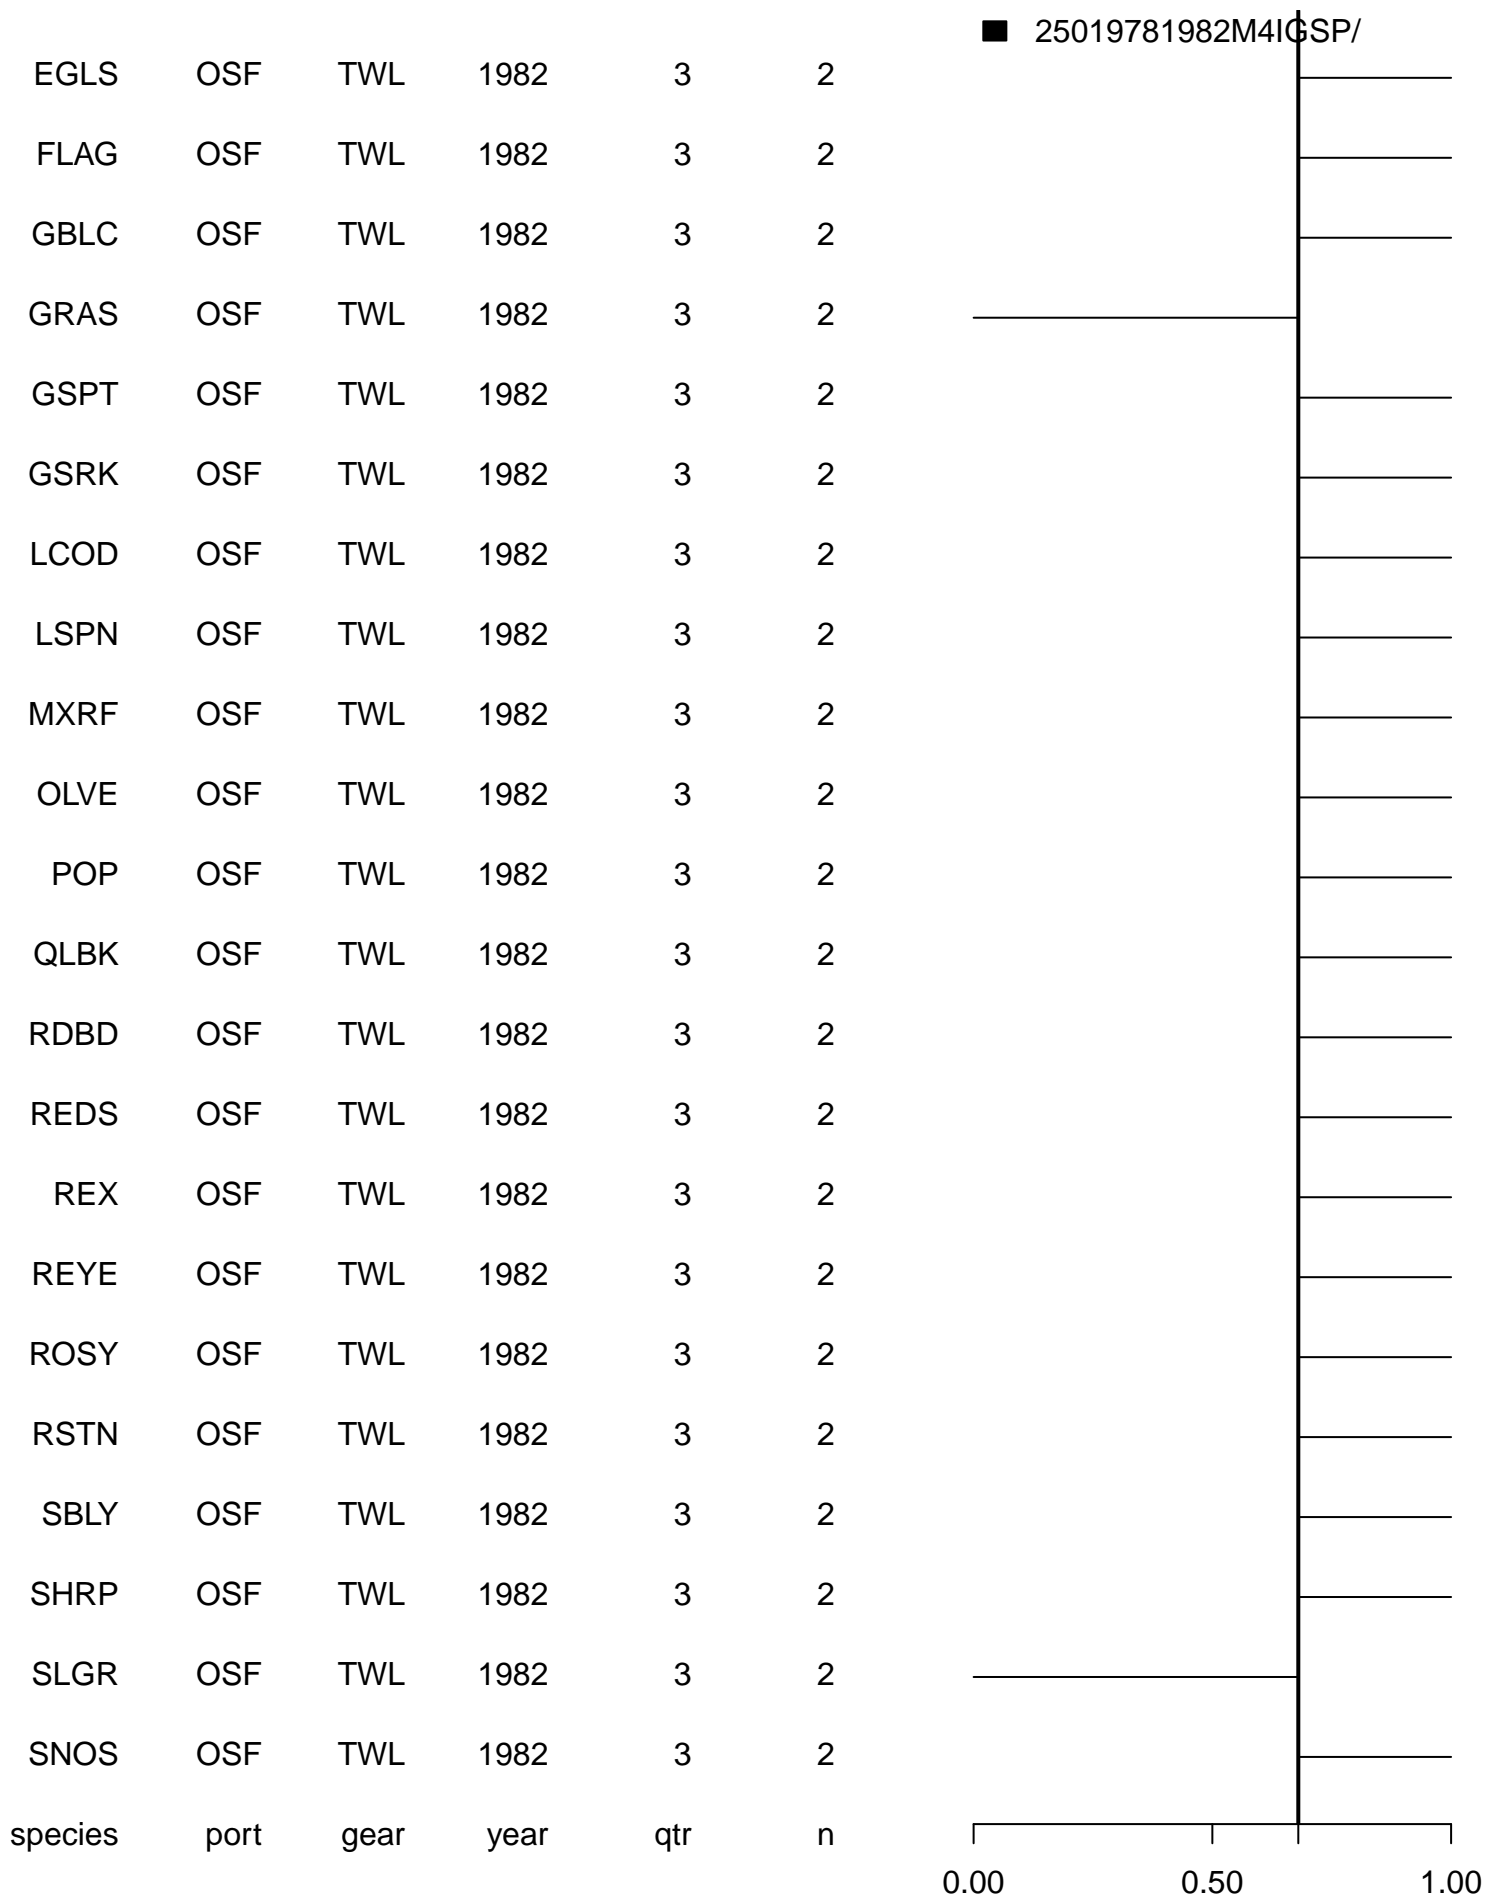 25019781982M4IGSP/
EGLS OSF TWL 1982 3 2
FLAG OSF TWL 1982 3 2
GBLC OSF TWL 1982 3 2
GRAS OSF TWL 1982 3 2
GSPT OSF TWL 1982 3 2
GSRK OSF TWL 1982 3 2
LCOD OSF TWL 1982 3 2
LSPN OSF TWL 1982 3 2
MXRF OSF TWL 1982 3 2
OLVE OSF TWL 1982 3 2
POP OSF TWL 1982 3 2
QLBK OSF TWL 1982 3 2
RDBD OSF TWL 1982 3 2
REDS OSF TWL 1982 3 2
REX OSF TWL 1982 3 2
REYE OSF TWL 1982 3 2
ROSY OSF TWL 1982 3 2
RSTN OSF TWL 1982 3 2
SBLY OSF TWL 1982 3 2
SHRP OSF TWL 1982 3 2
SLGR OSF TWL 1982 3 2
SNOS OSF TWL 1982 3 2
species port gear year qtr n
0.00 0.50 1.00